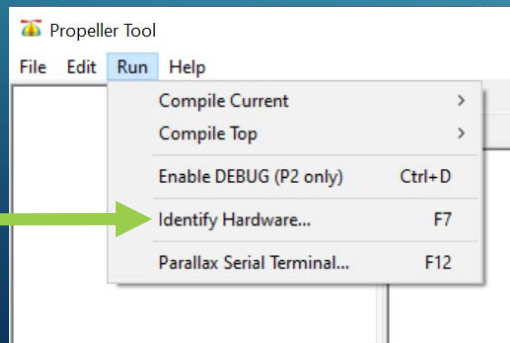 Propeller Tool
File Edit Run Help
Compile Current >
Compile Top >
Enable DEBUG (P2 only) Ctrl+D
Identify Hardware... F7
Parallax Serial Terminal... F12